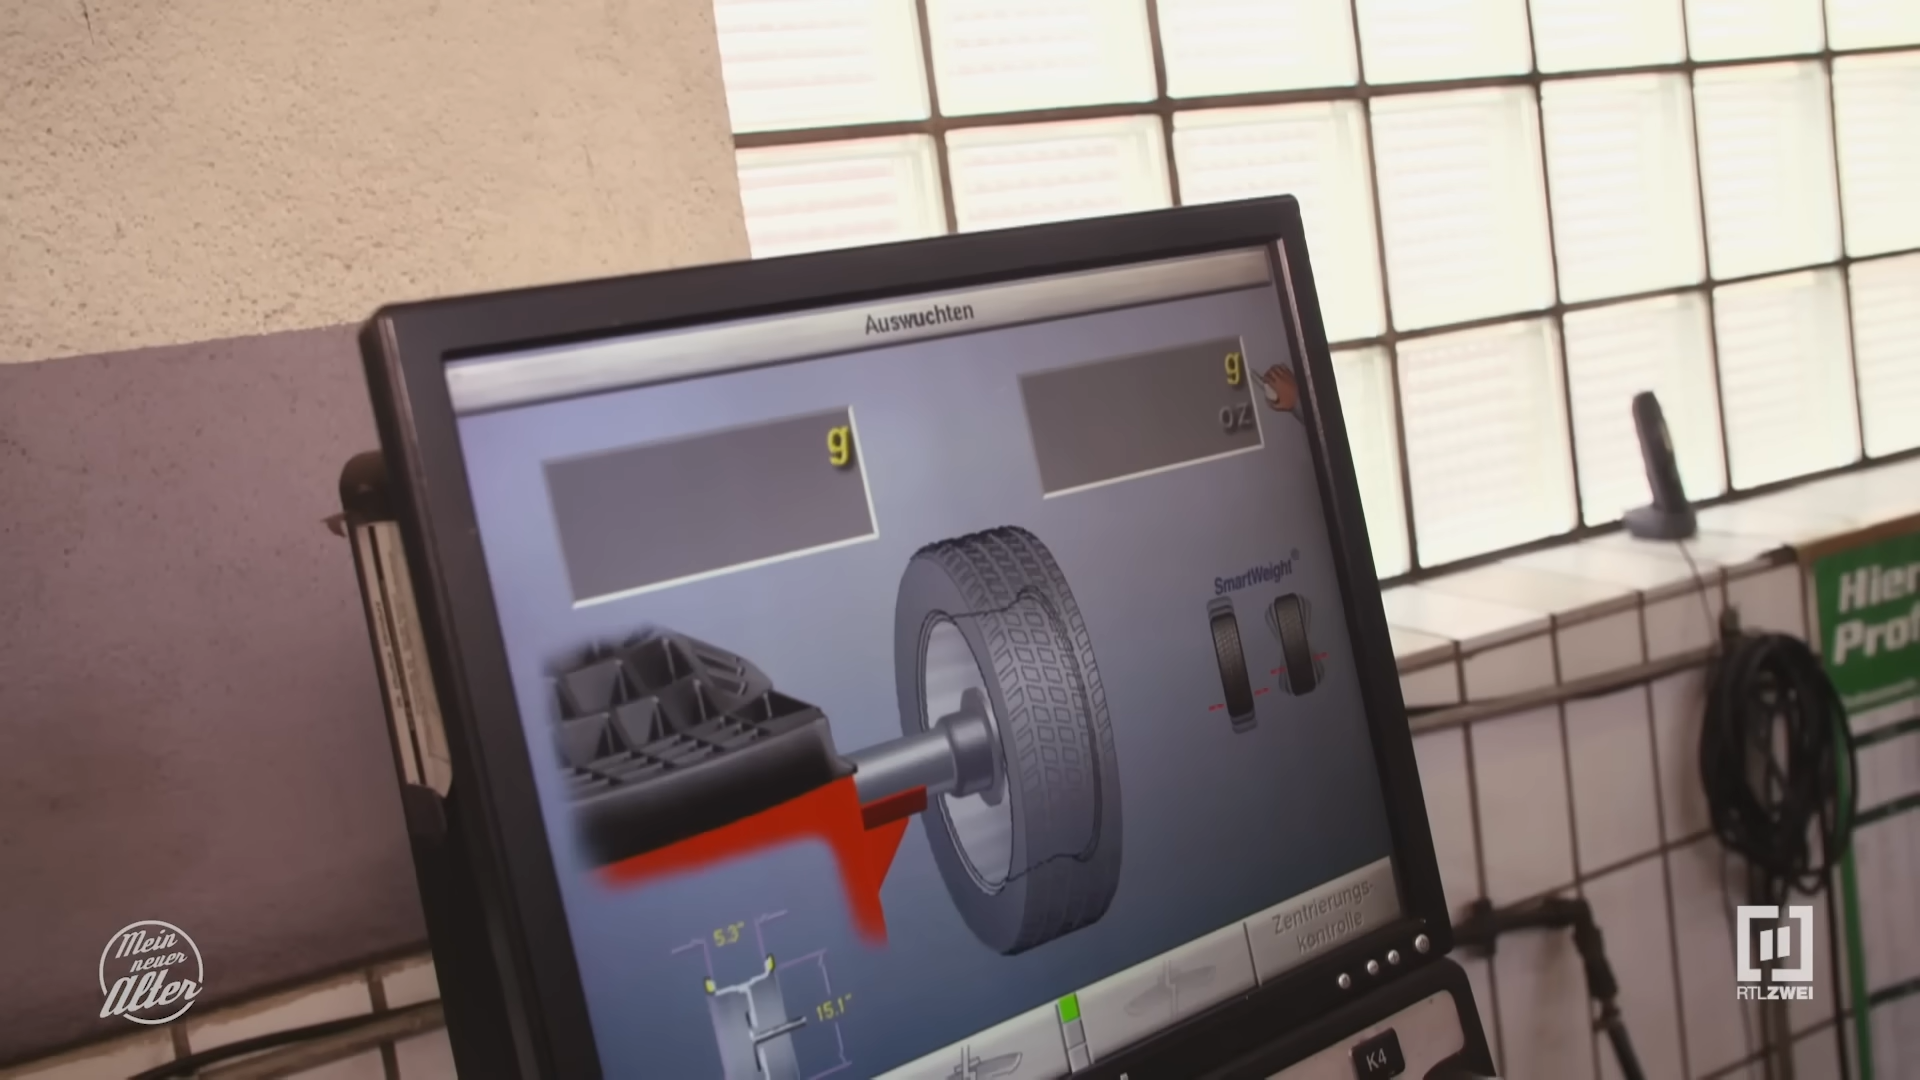 Auswuchten
g
g
oz
SmartWeight®
5.3"
15.1"
Zentrierungs-
kontrolle
K4
Hier
Prof
Mein
neuer
Alter
RTLZWEI